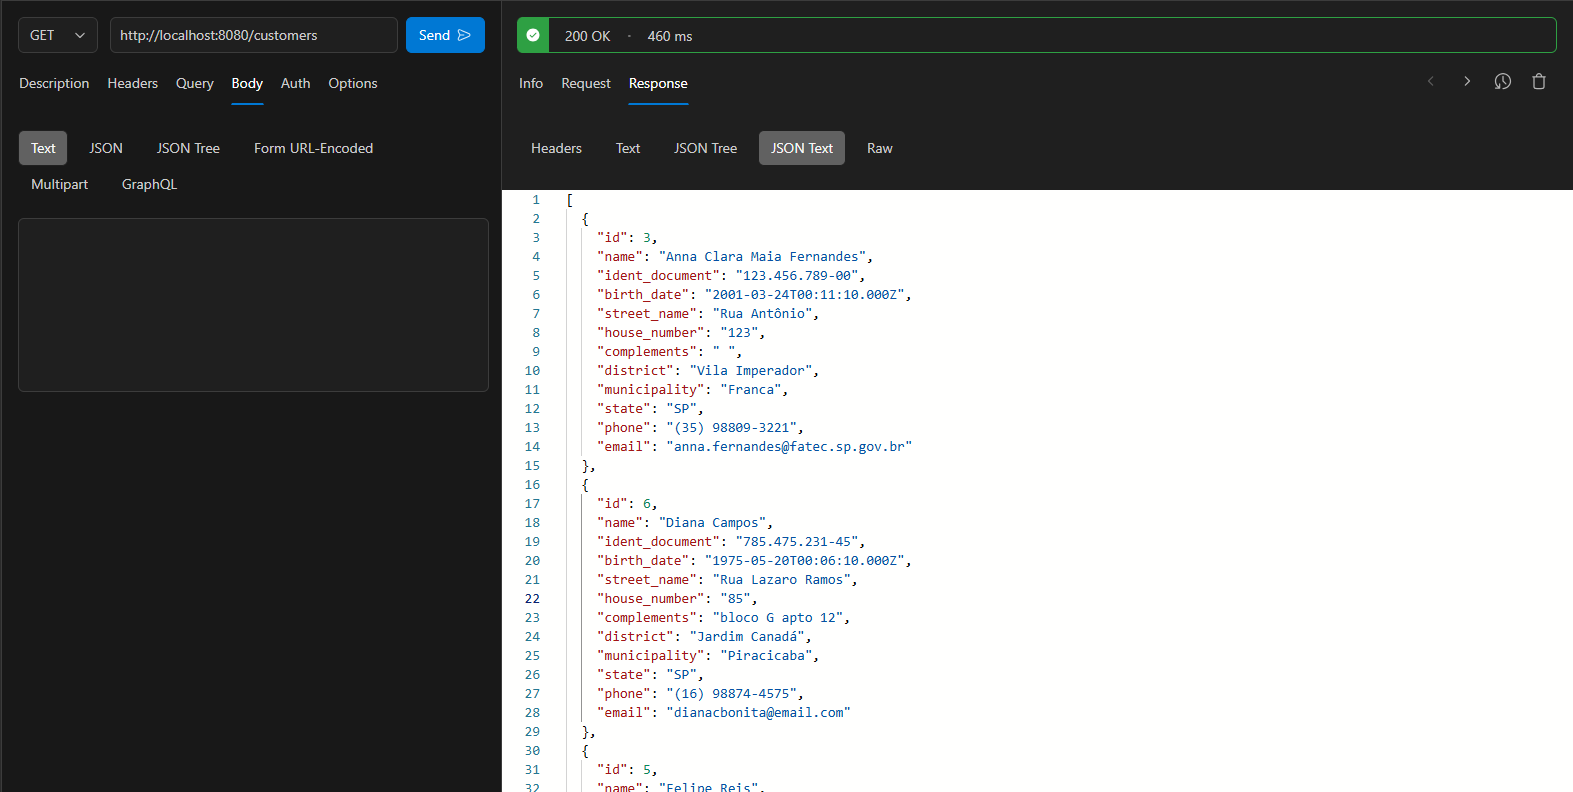 GET http://localhost:8080/customers Send
Description Headers Query Body Auth Options
Text JSON JSON Tree Form URL-Encoded
Multipart GraphQL
200 OK · 460 ms
Info Request Response
Headers Text JSON Tree JSON Text Raw
1 [
2 {
3 "id": 3,
4 "name": "Anna Clara Maia Fernandes",
5 "ident_document": "123.456.789-00",
6 "birth_date": "2001-03-24T00:11:10.000Z",
7 "street_name": "Rua Antônio",
8 "house_number": "123",
9 "complements": " ",
10 "district": "Vila Imperador",
11 "municipality": "Franca",
12 "state": "SP",
13 "phone": "(35) 98809-3221",
14 "email": "anna.fernandes@fatec.sp.gov.br"
15 },
16 {
17 "id": 6,
18 "name": "Diana Campos",
19 "ident_document": "785.475.231-45",
20 "birth_date": "1975-05-20T00:06:10.000Z",
21 "street_name": "Rua Lazaro Ramos",
22 "house_number": "85",
23 "complements": "bloco G apto 12",
24 "district": "Jardim Canadá",
25 "municipality": "Piracicaba",
26 "state": "SP",
27 "phone": "(16) 98874-4575",
28 "email": "dianacbonita@email.com"
29 },
30 {
31 "id": 5,
32 "name": "Felipe Reis",